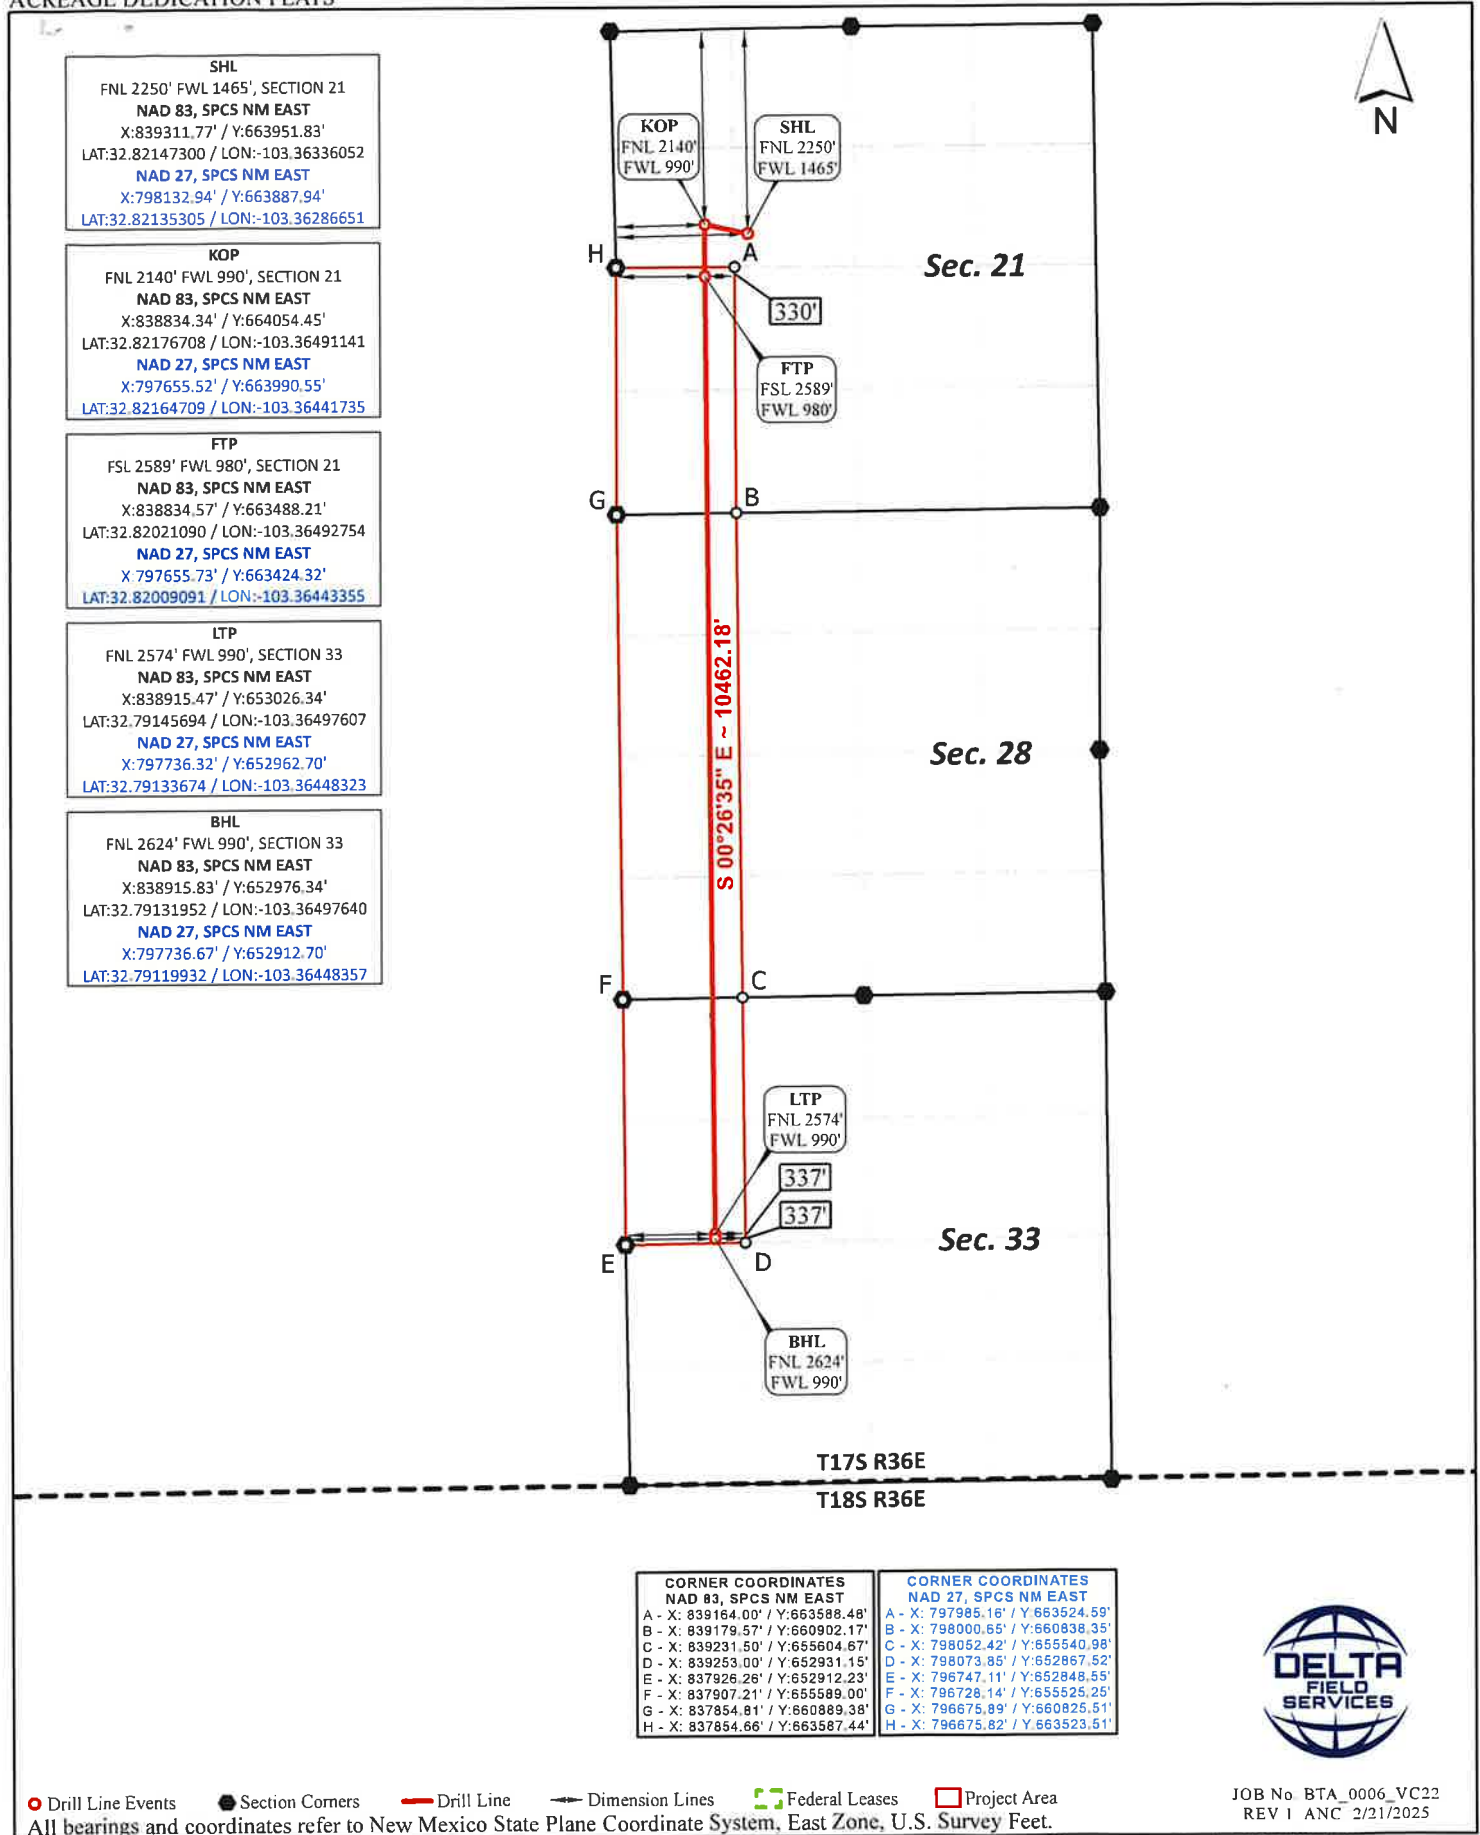 ACREAGE DEDICATION PLATS
SHL
FNL 2250' FWL 1465', SECTION 21
NAD 83, SPCS NM EAST
X:839311.77' / Y:663951.83'
LAT:32.82147300 / LON:-103.36336052
NAD 27, SPCS NM EAST
X:798132.94' / Y:663887.94'
LAT:32.82135305 / LON:-103.36286651
KOP
FNL 2140' FWL 990', SECTION 21
NAD 83, SPCS NM EAST
X:838834.34' / Y:664054.45'
LAT:32.82176708 / LON:-103.36491141
NAD 27, SPCS NM EAST
X:797655.52' / Y:663990.55'
LAT:32.82164709 / LON:-103.36441735
FTP
FSL 2589' FWL 980', SECTION 21
NAD 83, SPCS NM EAST
X:838834.57' / Y:663488.21'
LAT:32.82021090 / LON:-103.36492754
NAD 27, SPCS NM EAST
X:797655.73' / Y:663424.32'
LAT:32.82009091 / LON:-103.36443355
LTP
FNL 2574' FWL 990', SECTION 33
NAD 83, SPCS NM EAST
X:838915.47' / Y:653026.34'
LAT:32.79145694 / LON:-103.36497607
NAD 27, SPCS NM EAST
X:797736.32' / Y:652962.70'
LAT:32.79133674 / LON:-103.36448323
BHL
FNL 2624' FWL 990', SECTION 33
NAD 83, SPCS NM EAST
X:838915.83' / Y:652976.34'
LAT:32.79131952 / LON:-103.36497640
NAD 27, SPCS NM EAST
X:797736.67' / Y:652912.70'
LAT:32.79119932 / LON:-103.36448357
N
KOP
FNL 2140'
FWL 990'
SHL
FNL 2250'
FWL 1465'
H
A
Sec. 21
330'
FTP
FSL 2589'
FWL 980'
G
B
S 00°26'35" E ~ 10462.18'
Sec. 28
F
C
LTP
FNL 2574'
FWL 990'
337'
337'
Sec. 33
E
D
BHL
FNL 2624'
FWL 990'
T17S R36E
T18S R36E
CORNER COORDINATES
NAD 83, SPCS NM EAST
A - X: 839164.00' / Y:663588.48'
B - X: 839179.57' / Y:660902.17'
C - X: 839231.50' / Y:655604.67'
D - X: 839253.00' / Y:652931.15'
E - X: 837926.26' / Y:652912.23'
F - X: 837907.21' / Y:655589.00'
G - X: 837854.81' / Y:660889.38'
H - X: 837854.66' / Y:663587.44'
CORNER COORDINATES
NAD 27, SPCS NM EAST
A - X: 797985.16' / Y:663524.59'
B - X: 798000.65' / Y:660838.35'
C - X: 798052.42' / Y:655540.98'
D - X: 798073.85' / Y:652867.52'
E - X: 796747.11' / Y:652848.55'
F - X: 796728.14' / Y:655525.25'
G - X: 796675.89' / Y:660825.51'
H - X: 796675.82' / Y:663523.51'
DELTA
FIELD
SERVICES
Drill Line Events
Section Corners
Drill Line
Dimension Lines
Federal Leases
Project Area
All bearings and coordinates refer to New Mexico State Plane Coordinate System, East Zone, U.S. Survey Feet.
JOB No. BTA_0006_VC22
REV 1 ANC 2/21/2025